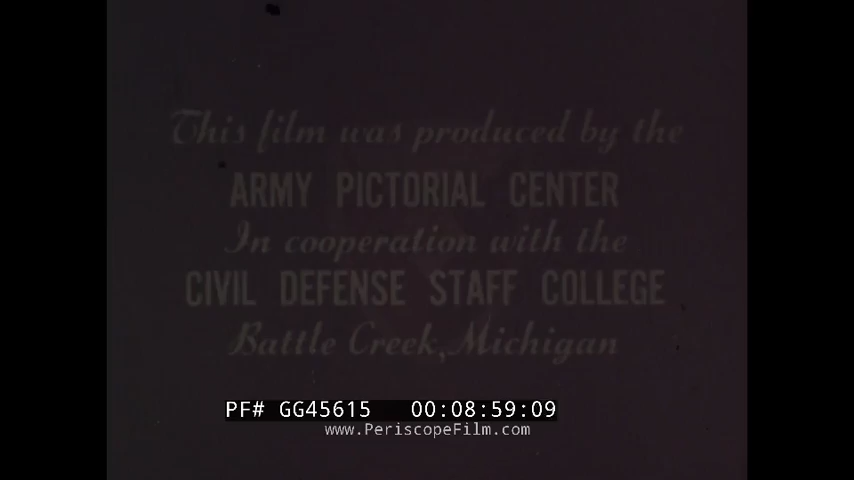 This film was produced by the
ARMY PICTORIAL CENTER
In cooperation with the
CIVIL DEFENSE STAFF COLLEGE
Battle Creek, Michigan
PF# GG45615 00:08:59:09
www.PeriscopeFilm.com